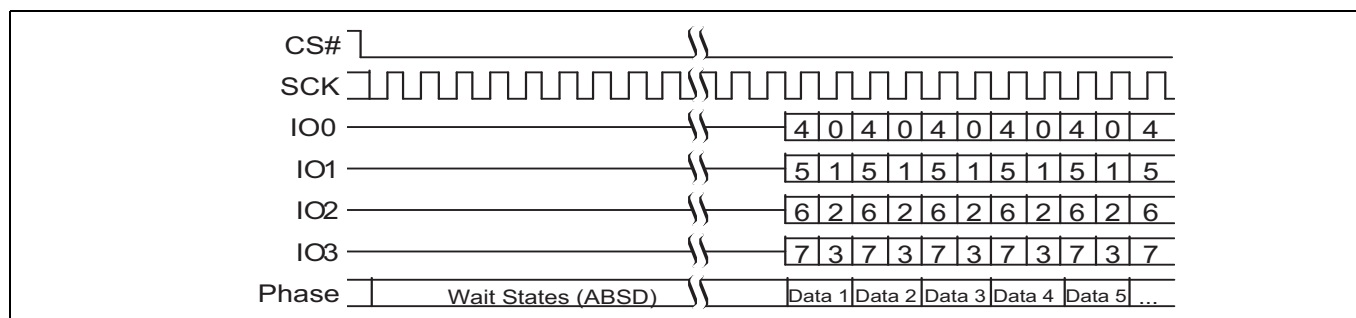 CS#
SCK
IO0 4 0 4 0 4 0 4 0 4 0 4
IO1 5 1 5 1 5 1 5 1 5 1 5
IO2 6 2 6 2 6 2 6 2 6 2 6
IO3 7 3 7 3 7 3 7 3 7 3 7
Phase Wait States (ABSD) Data 1 Data 2 Data 3 Data 4 Data 5 ...